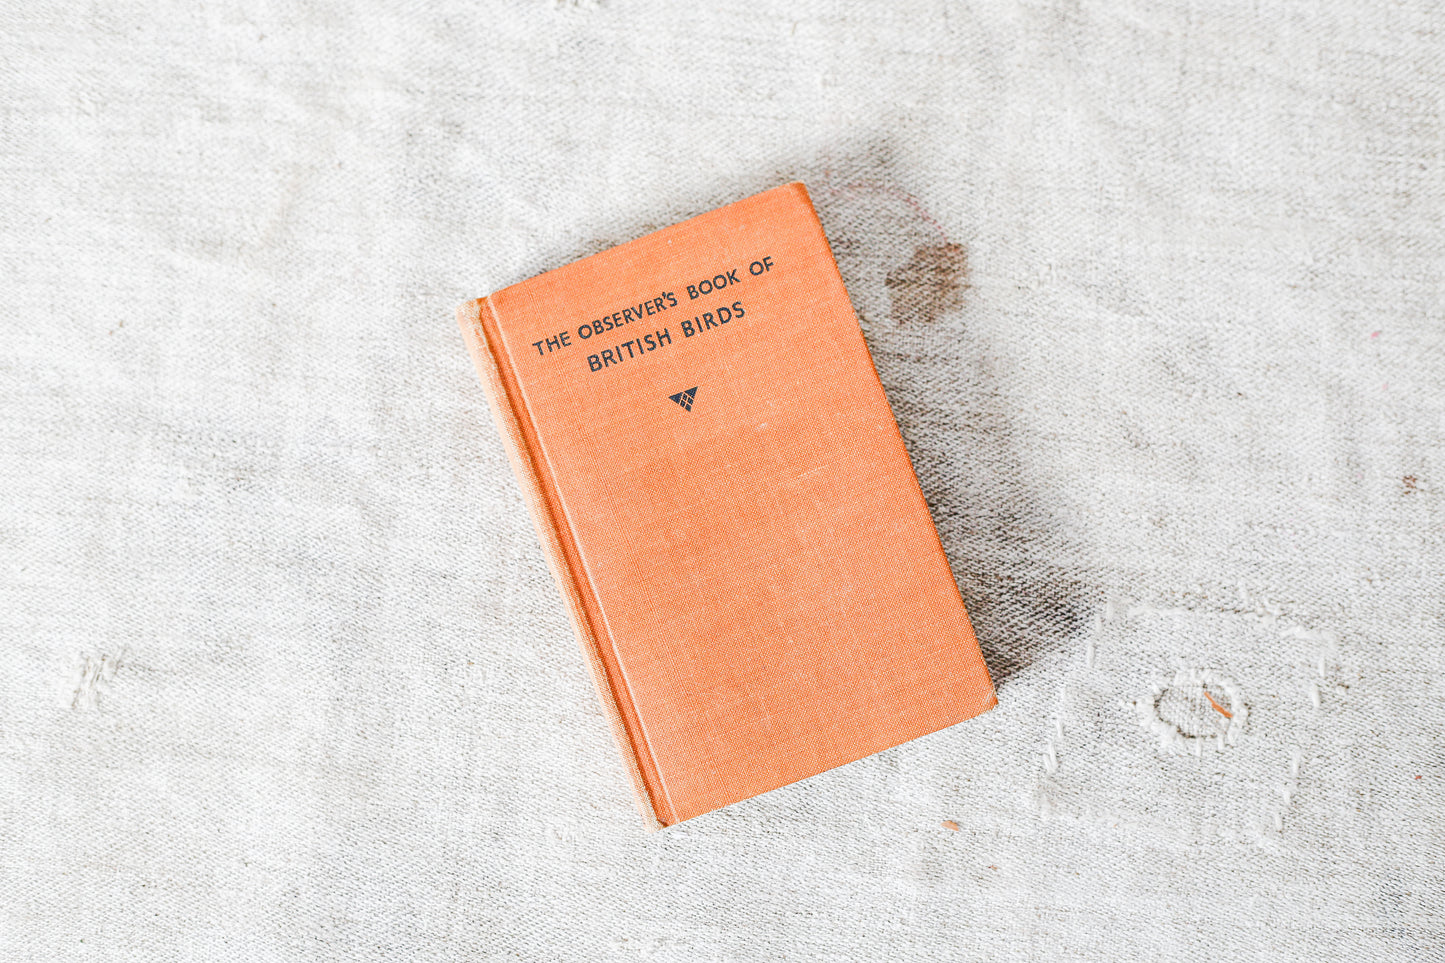 THE OBSERVER'S BOOK OF
BRITISH BIRDS